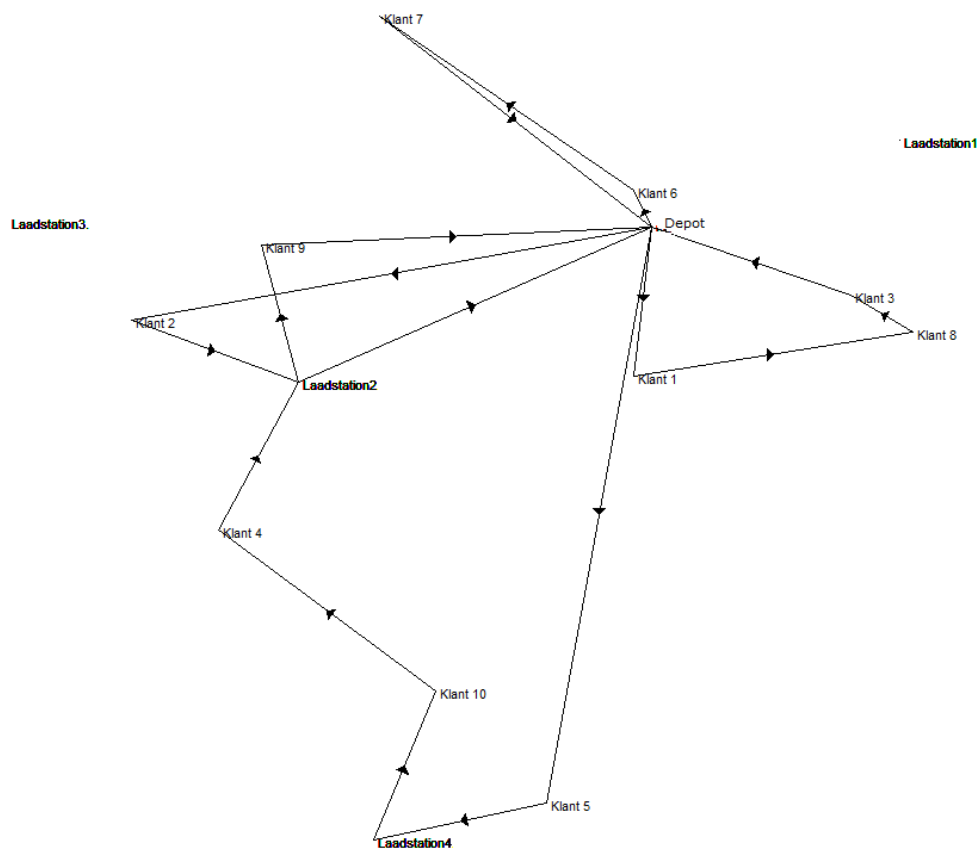 Klant 7
Laadstation1
Klant 6
Depot
Laadstation3.
Klant 9
Klant 3
Klant 2
Klant 8
Klant 1
Laadstation2
Klant 4
Klant 10
Klant 5
Laadstation4